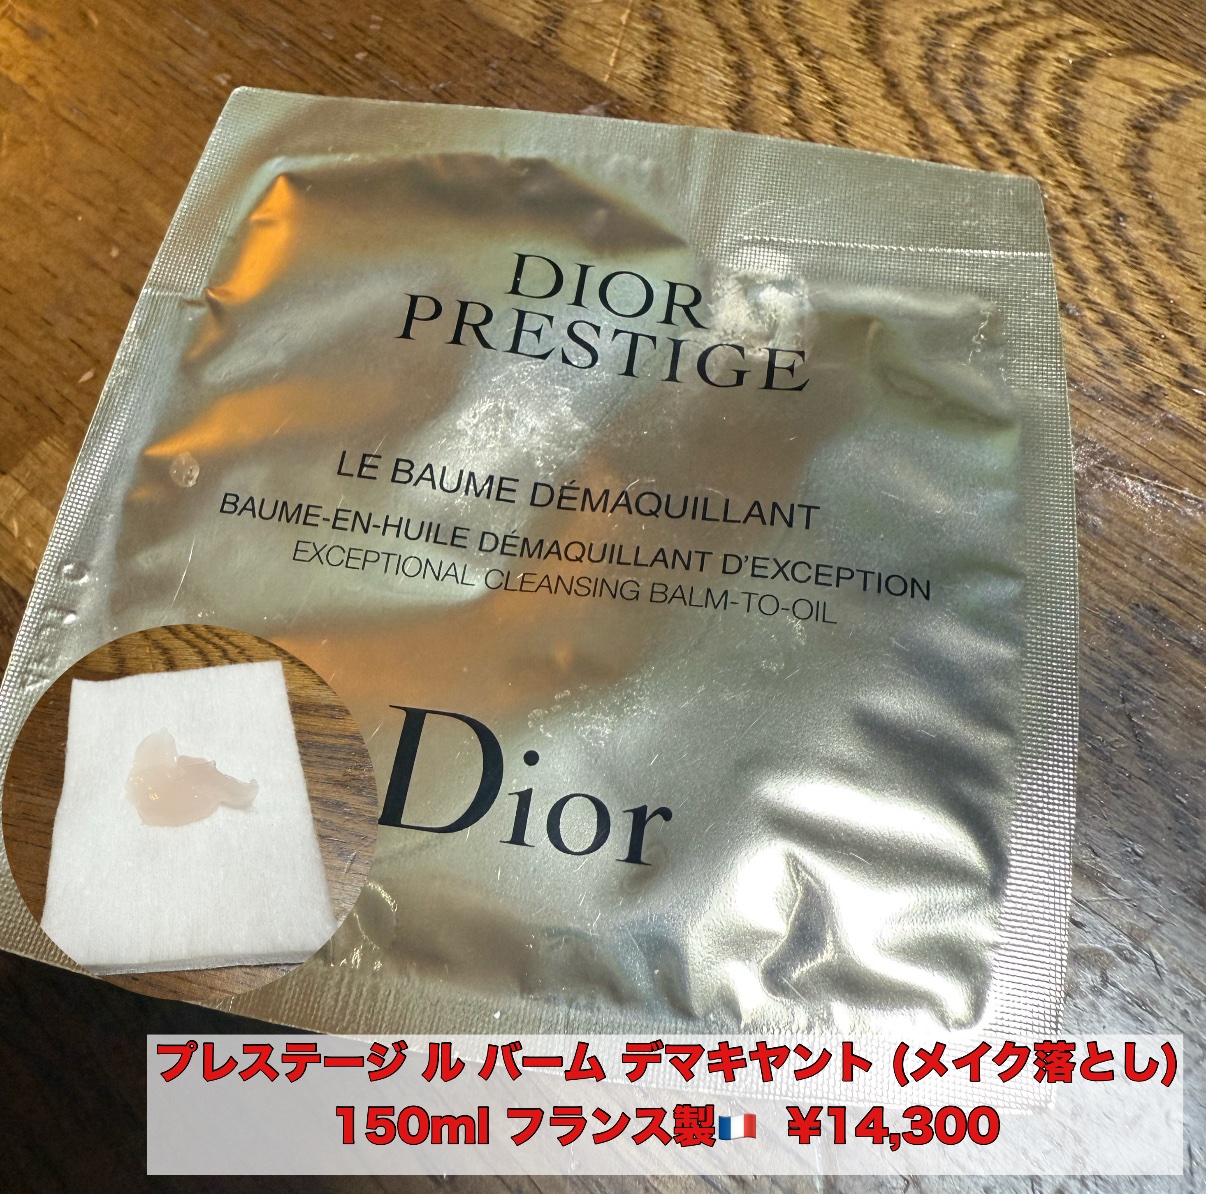 DIOR
PRESTIGE
LE BAUME DÉMAQUILLANT
BAUME-EN-HUILE DÉMAQUILLANT D'EXCEPTION
EXCEPTIONAL CLEANSING BALM-TO-OIL
Dior
プレステージ ル バーム デマキヤント (メイク落とし)
150ml フランス製🇫🇷 ¥14,300